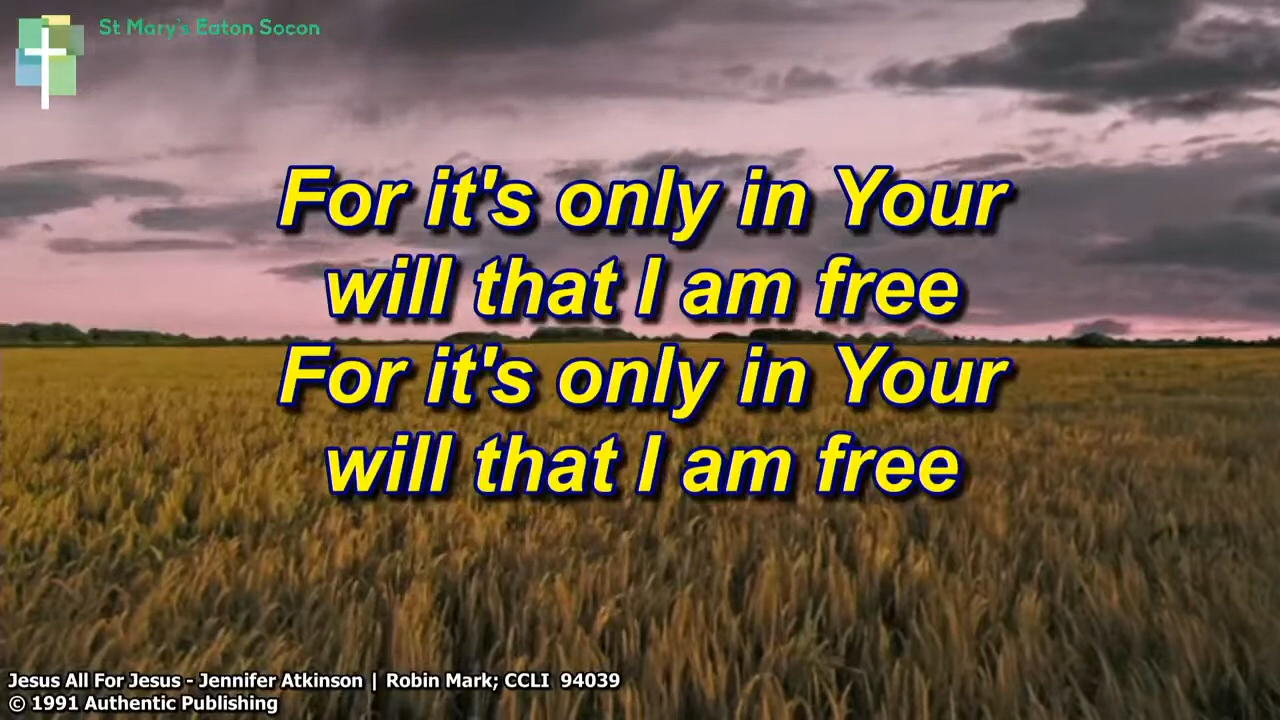 St Mary's Eaton Socon
For it's only in Your
will that I am free
For it's only in Your
will that I am free
Jesus All For Jesus - Jennifer Atkinson | Robin Mark; CCLI 94039
© 1991 Authentic Publishing